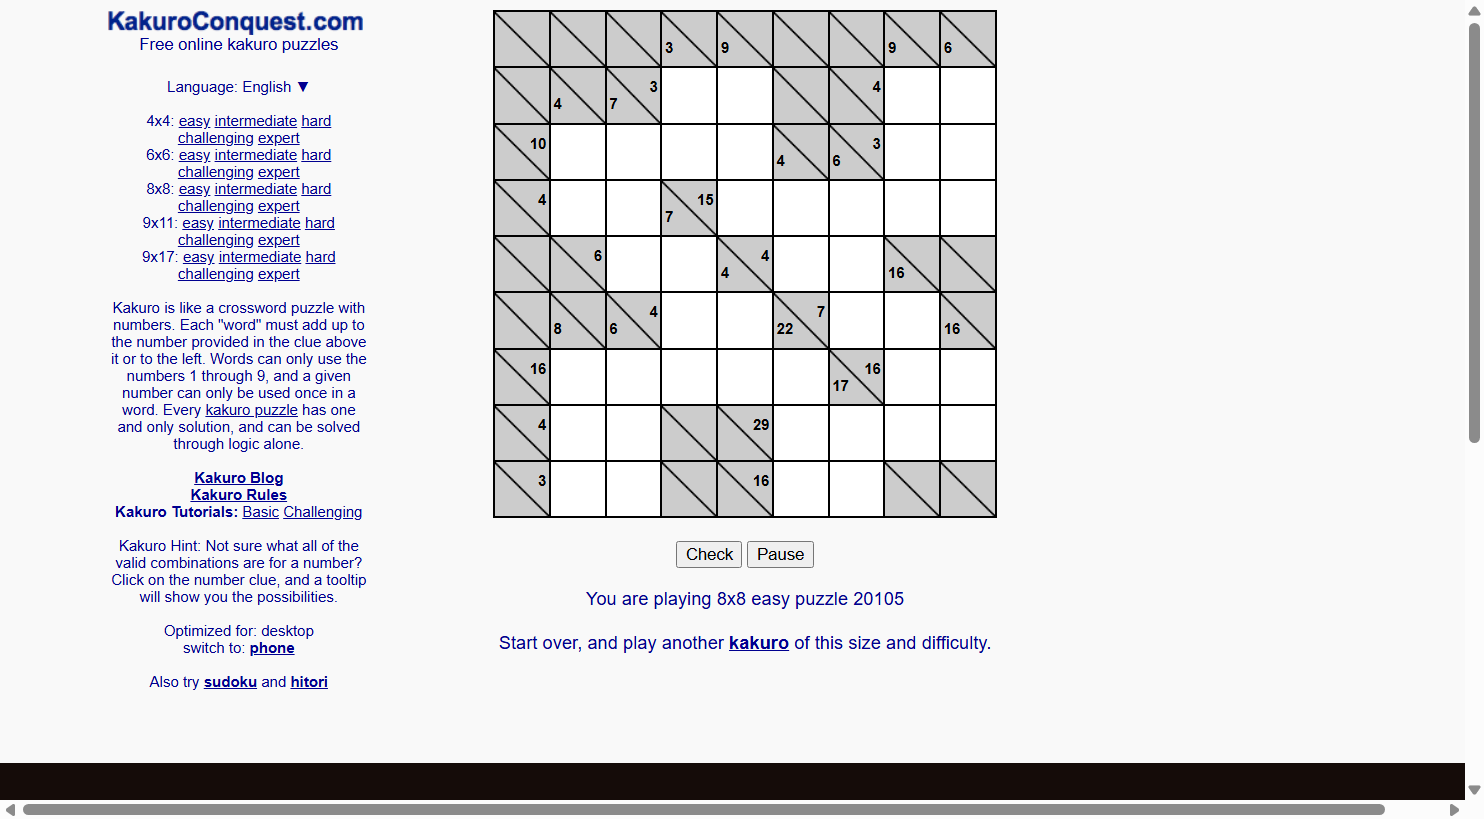 KakuroConquest.com
Free online kakuro puzzles
Language: English ▼
4x4: easy intermediate hard
challenging expert
6x6: easy intermediate hard
challenging expert
8x8: easy intermediate hard
challenging expert
9x11: easy intermediate hard
challenging expert
9x17: easy intermediate hard
challenging expert
Kakuro is like a crossword puzzle with
numbers. Each "word" must add up to
the number provided in the clue above
it or to the left. Words can only use the
numbers 1 through 9, and a given
number can only be used once in a
word. Every kakuro puzzle has one
and only solution, and can be solved
through logic alone.
Kakuro Blog
Kakuro Rules
Kakuro Tutorials: Basic Challenging
Kakuro Hint: Not sure what all of the
valid combinations are for a number?
Click on the number clue, and a tooltip
will show you the possibilities.
Optimized for: desktop
switch to: phone
Also try sudoku and hitori
3 9 9 6
4 7 3 4
10 4 6 3
4 7 15
6 4 4 16
8 6 4 22 7 16
16 17 16
4 29
3 16
Check Pause
You are playing 8x8 easy puzzle 20105
Start over, and play another kakuro of this size and difficulty.